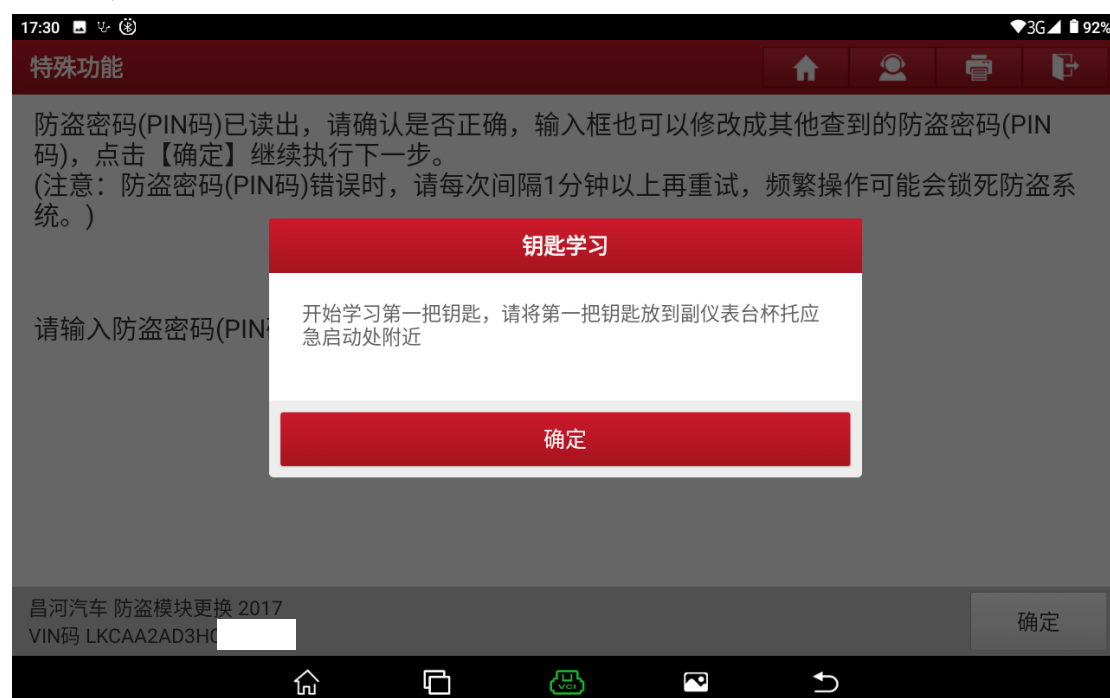 17:30
3G 92%
特殊功能
防盗密码(PIN码)已读出，请确认是否正确，输入框也可以修改成其他查到的防盗密码(PIN
码)，点击【确定】继续执行下一步。
(注意：防盗密码(PIN码)错误时，请每次间隔1分钟以上再重试，频繁操作可能会锁死防盗系
统。)
钥匙学习
开始学习第一把钥匙，请将第一把钥匙放到副仪表台杯托应
急启动处附近
请输入防盗密码(PIN
确定
昌河汽车 防盗模块更换 2017
VIN码 LKCAA2AD3H
确定
VCI